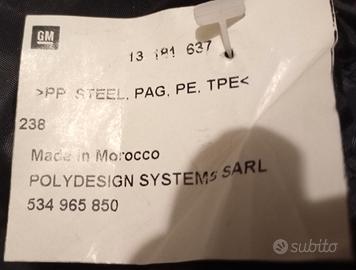 GM
13 181 637
>PP. STEEL, PAG, PE, TPE<
238
Made in Morocco
POLYDESIGN SYSTEMS SARL
534 965 850
subito